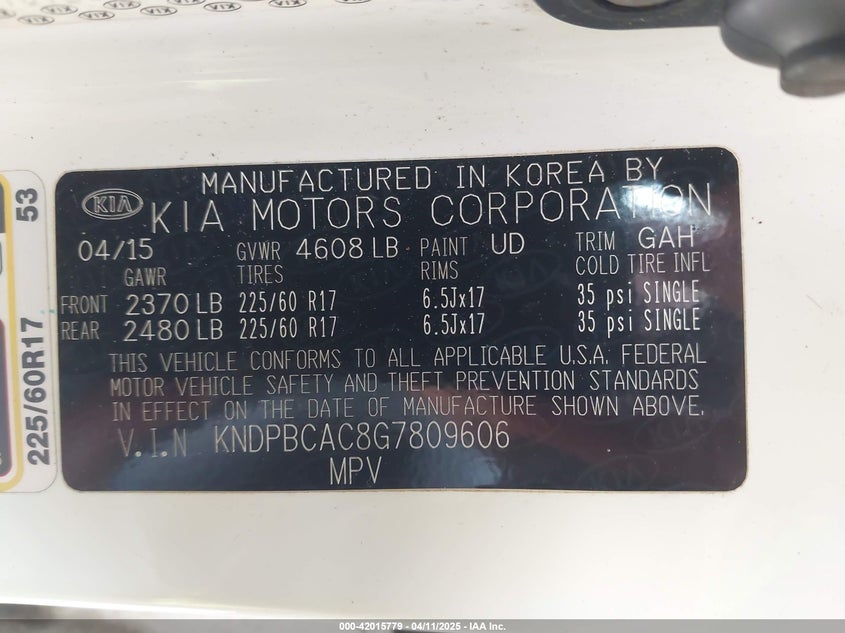 MANUFACTURED IN KOREA BY
KIA KIA MOTORS CORPORATION
04/15 GVWR 4608 LB PAINT UD TRIM GAH
GAWR TIRES RIMS COLD TIRE INFL
FRONT 2370 LB 225/60 R17 6.5Jx17 35 psi SINGLE
REAR 2480 LB 225/60 R17 6.5Jx17 35 psi SINGLE
THIS VEHICLE CONFORMS TO ALL APPLICABLE U.S.A. FEDERAL
MOTOR VEHICLE SAFETY AND THEFT PREVENTION STANDARDS
IN EFFECT ON THE DATE OF MANUFACTURE SHOWN ABOVE.
V.I.N KNDPBCAC8G7809606
MPV
53
225/60R17
000-42015779 - 04/11/2025 - IAA Inc.